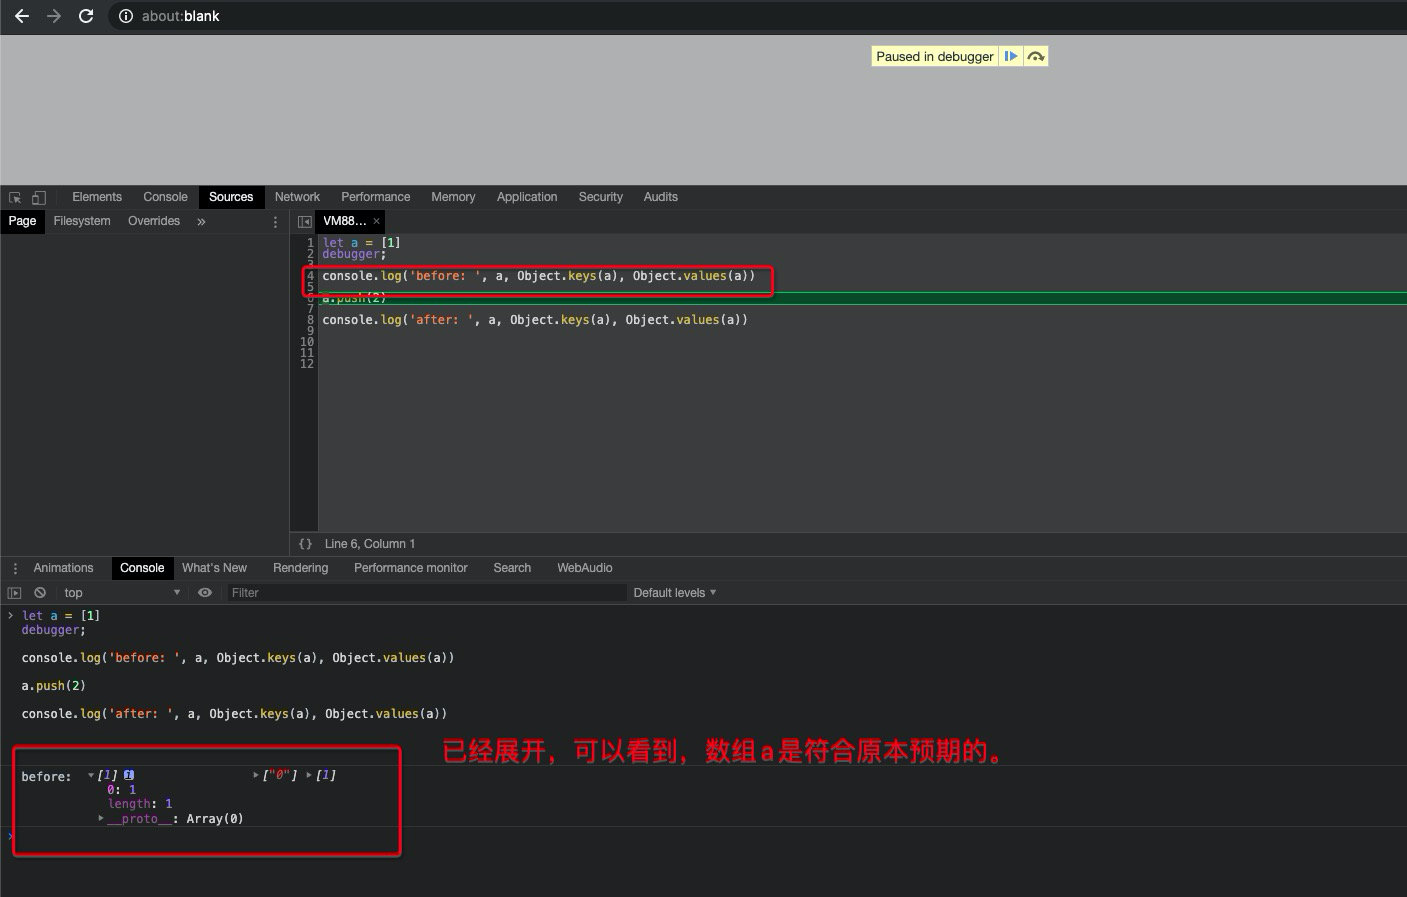 about:blank
Paused in debugger
Elements Console Sources Network Performance Memory Application Security Audits
Page Filesystem Overrides »
VM88... ×
1 let a = [1]
2 debugger;
3
4 console.log('before: ', a, Object.keys(a), Object.values(a))
5
6 a.push(2)
7
8 console.log('after: ', a, Object.keys(a), Object.values(a))
9
10
11
12
{} Line 6, Column 1
Animations Console What's New Rendering Performance monitor Search WebAudio
top Filter Default levels
> let a = [1]
debugger;
console.log('before: ', a, Object.keys(a), Object.values(a))
a.push(2)
console.log('after: ', a, Object.keys(a), Object.values(a))
已经展开，可以看到，数组a是符合原本预期的。
before: [1] i ["0"] [1]
0: 1
length: 1
__proto__: Array(0)
>